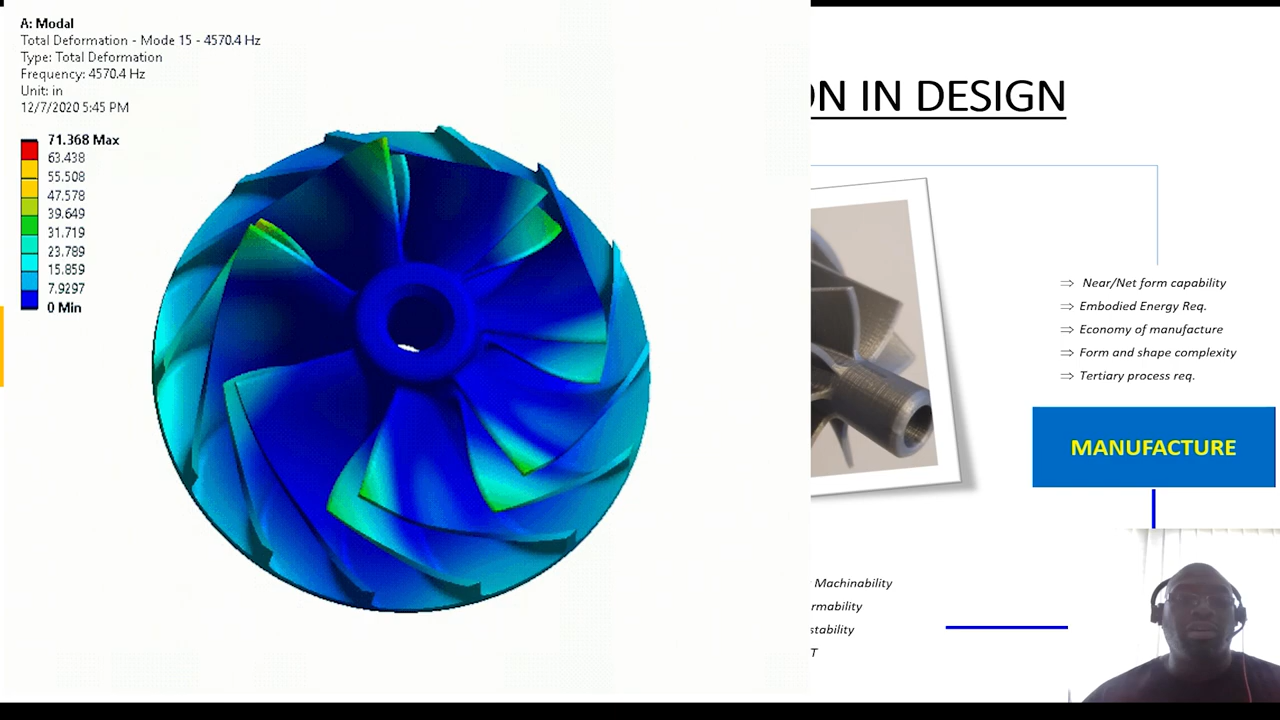 A: Modal
Total Deformation - Mode 15 - 4570.4 Hz
Type: Total Deformation
Frequency: 4570.4 Hz
Unit: in
12/7/2020 5:45 PM
71.368 Max
63.438
55.508
47.578
39.649
31.719
23.789
15.859
7.9297
0 Min
ON IN DESIGN
⇒ Near/Net form capability
⇒ Embodied Energy Req.
⇒ Economy of manufacture
⇒ Form and shape complexity
⇒ Tertiary process req.
MANUFACTURE
Machinability
rmability
stability
T